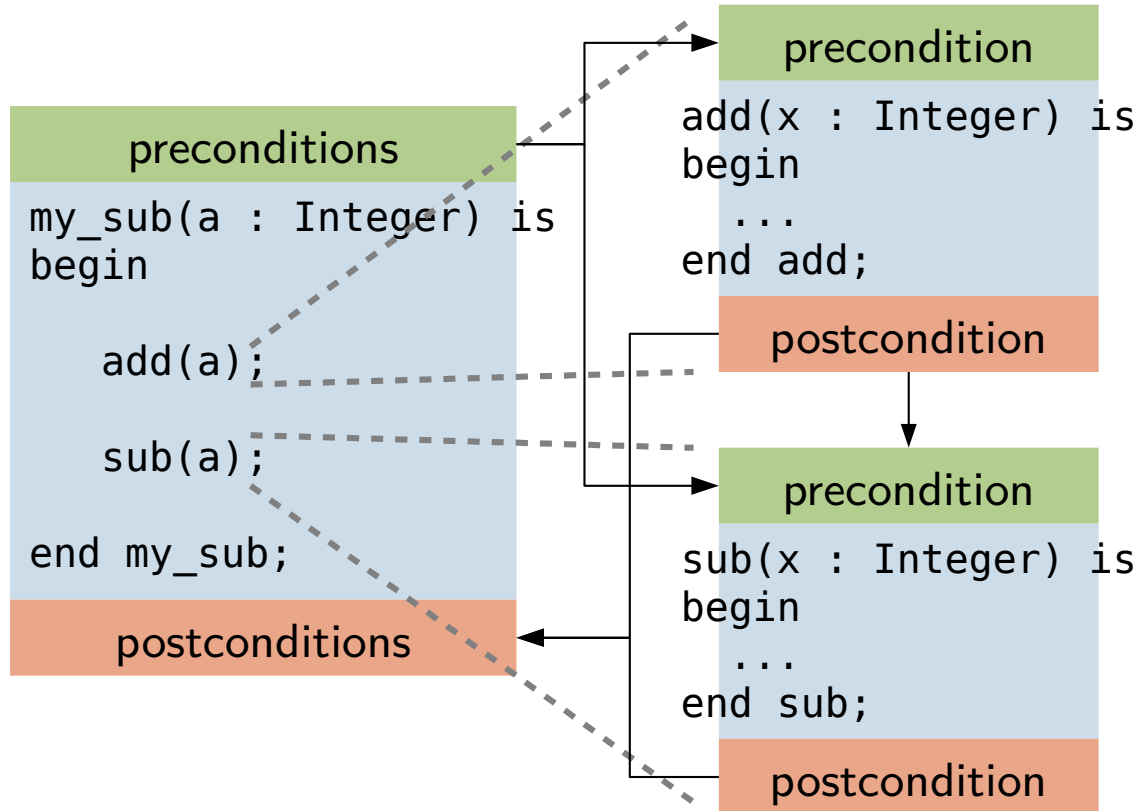 preconditions
my_sub(a : Integer) is
begin
add(a);
sub(a);
end my_sub;
postconditions
precondition
add(x : Integer) is
begin
...
end add;
postcondition
precondition
sub(x : Integer) is
begin
...
end sub;
postcondition